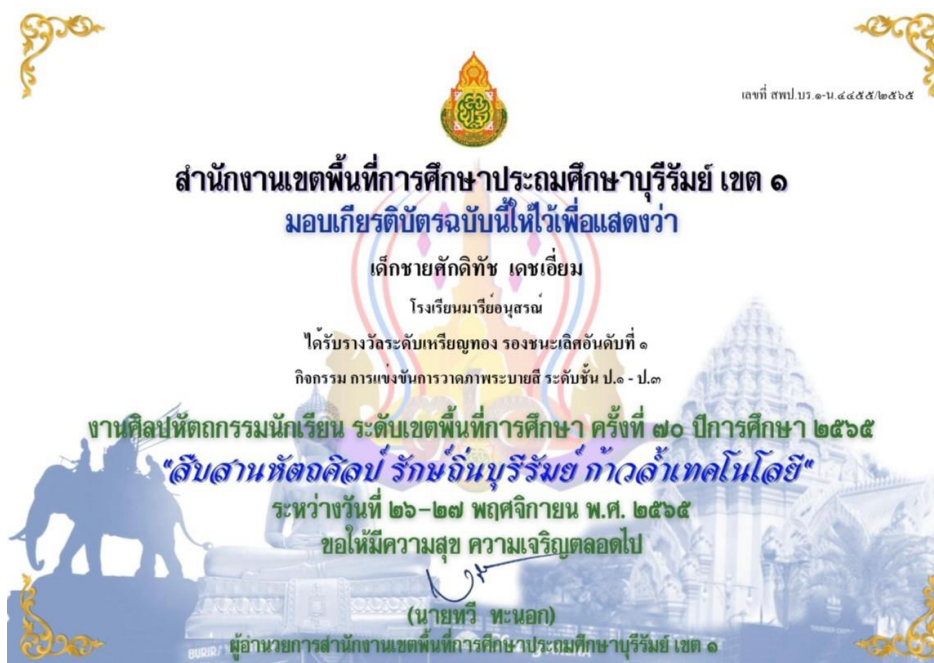 เลขที่ สพป.บร.๑-น.๔๔๕๕/๒๕๖๕
สำนักงานเขตพื้นที่การศึกษาประถมศึกษาบุรีรัมย์ เขต ๑
มอบเกียรติบัตรฉบับนี้ให้ไว้เพื่อแสดงว่า
เด็กชายศักดิทัช เดชเอี่ยม
โรงเรียนมารีย์อนุสรณ์
ได้รับรางวัลระดับเหรียญทอง รองชนะเลิศอันดับที่ ๑
กิจกรรม การแข่งขันการวาดภาพระบายสี ระดับชั้น ป.๑ - ป.๓
งานศิลปหัตถกรรมนักเรียน ระดับเขตพื้นที่การศึกษา ครั้งที่ ๗๐ ปีการศึกษา ๒๕๖๕
"สืบสานหัตถศิลป์ รักษ์ถิ่นบุรีรัมย์ ก้าวล้ำเทคโนโลยี"
ระหว่างวันที่ ๒๖-๒๗ พฤศจิกายน พ.ศ. ๒๕๖๕
ขอให้มีความสุข ความเจริญตลอดไป
(นายทวี ทะนอก)
ผู้อำนวยการสำนักงานเขตพื้นที่การศึกษาประถมศึกษาบุรีรัมย์ เขต ๑